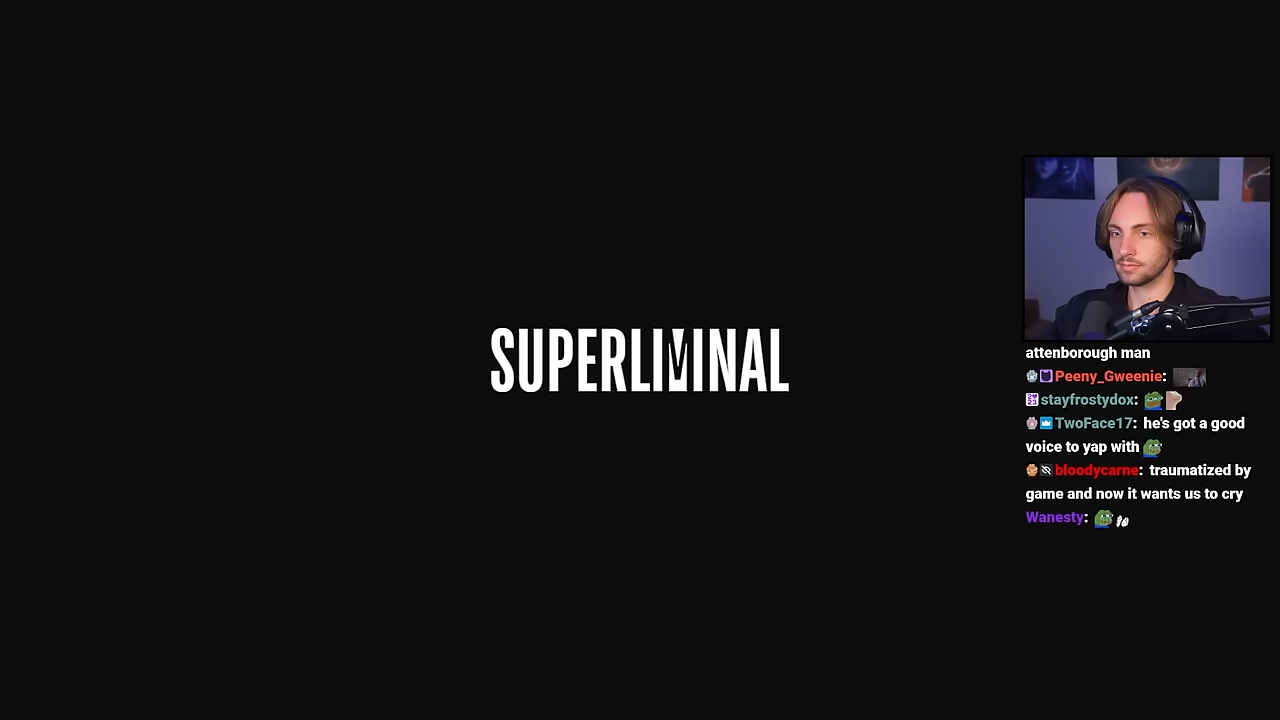 SUPERLIMINAL
attenborough man
Peeny_Gweenie:
stayfrostydox:
TwoFace17: he's got a good
voice to yap with
bloodycarne: traumatized by
game and now it wants us to cry
Wanesty: